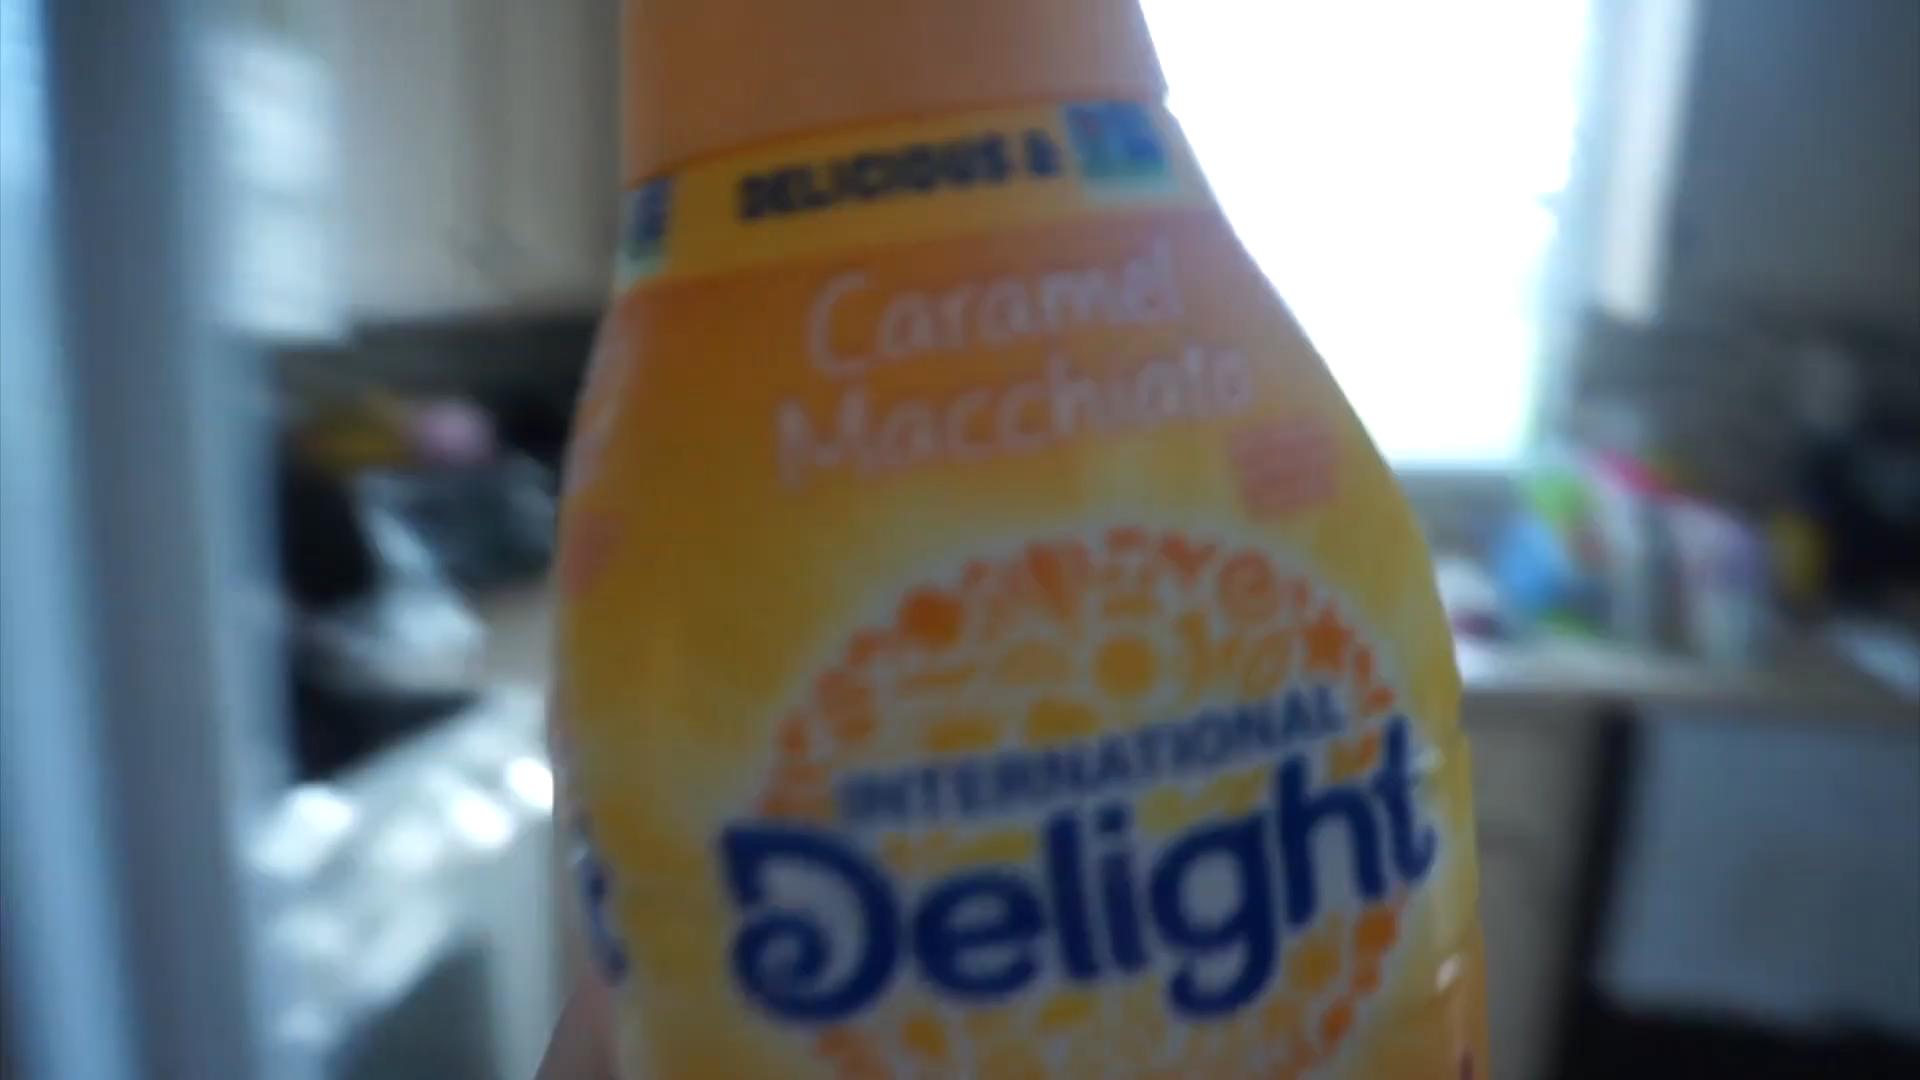 DELICIOUS &
Caramel
Macchiato
INTERNATIONAL
Delight